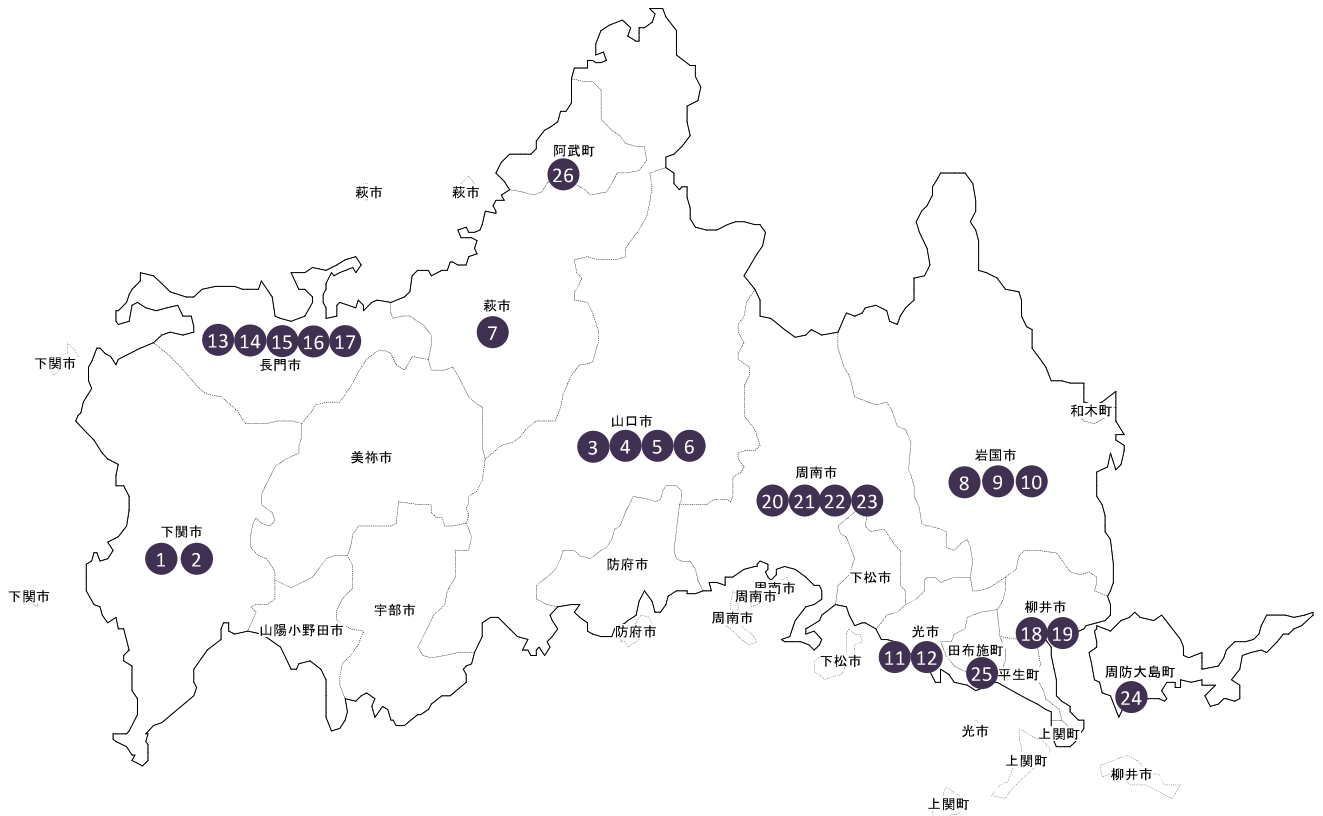 阿武町
26
萩市
萩市
萩市
7
13 14 15 16 17
長門市
下関市
和木町
山口市
3 4 5 6
美祢市
岩国市
8 9 10
周南市
20 21 22 23
下関市
1 2
防府市
下松市
下関市
周南市
周南市
周南市
宇部市
山陽小野田市
防府市
柳井市
18 19
光市
11 12
田布施町
25
平生町
下松市
周防大島町
24
光市
上関町
上関町
柳井市
上関町